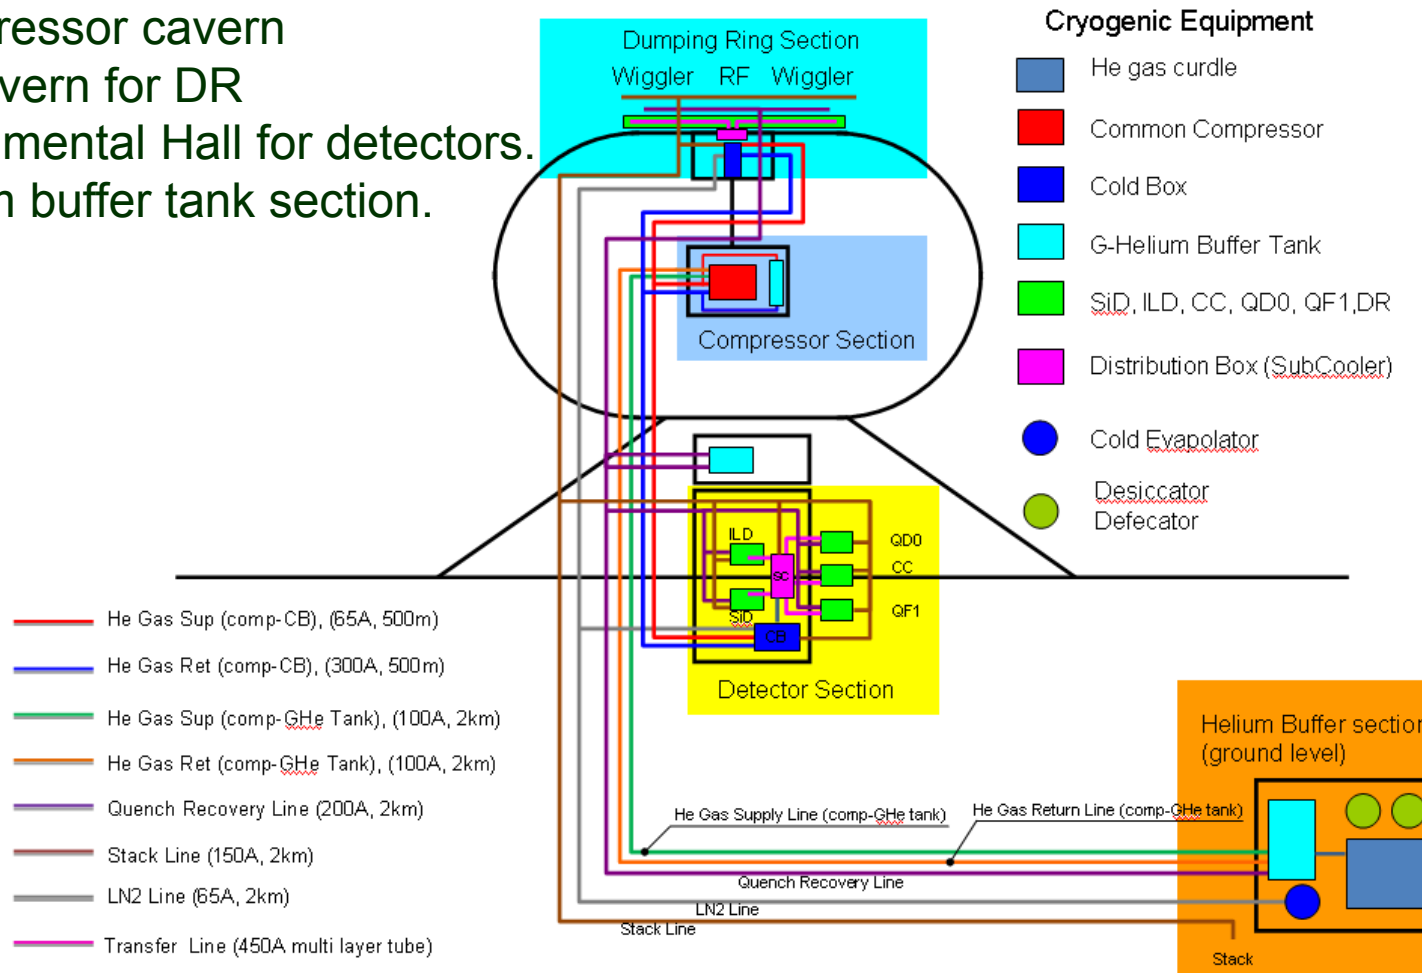 ressor cavern
vern for DR
mental Hall for detectors.
buffer tank section.
Dumping Ring Section
Wiggler RF Wiggler
Compressor Section
ILD
SiD
SC
CB
QD0
CC
QF1
Detector Section
Cryogenic Equipment
He gas curdle
Common Compressor
Cold Box
G-Helium Buffer Tank
SiD, ILD, CC, QD0, QF1,DR
Distribution Box (SubCooler)
Cold Evapolator
Desiccator
Defecator
He Gas Sup (comp-CB), (65A, 500m)
He Gas Ret (comp-CB), (300A, 500m)
He Gas Sup (comp-GHe Tank), (100A, 2km)
He Gas Ret (comp-GHe Tank), (100A, 2km)
Quench Recovery Line (200A, 2km)
Stack Line (150A, 2km)
LN2 Line (65A, 2km)
Transfer Line (450A multi layer tube)
Helium Buffer section
(ground level)
He Gas Supply Line (comp-GHe tank)
He Gas Return Line (comp-GHe tank)
Quench Recovery Line
LN2 Line
Stack Line
Stack